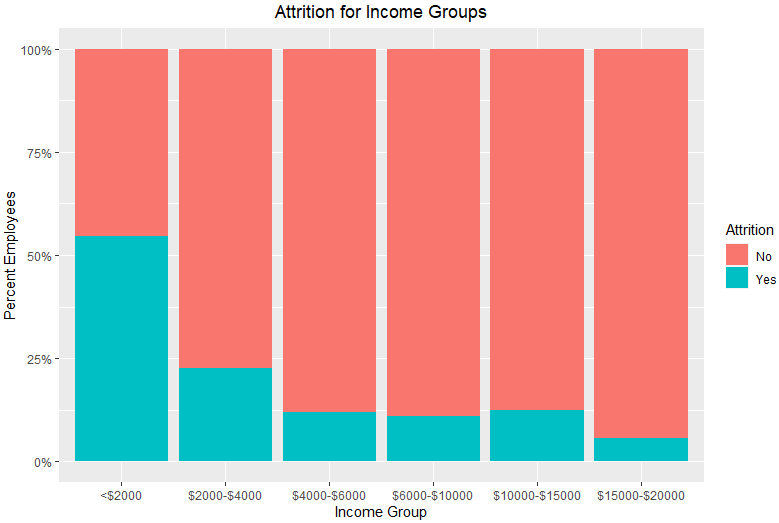 Attrition for Income Groups
Percent Employees
100%
75%
50%
25%
0%
<$2000
$2000-$4000
$4000-$6000
$6000-$10000
$10000-$15000
$15000-$20000
Income Group
Attrition
No
Yes